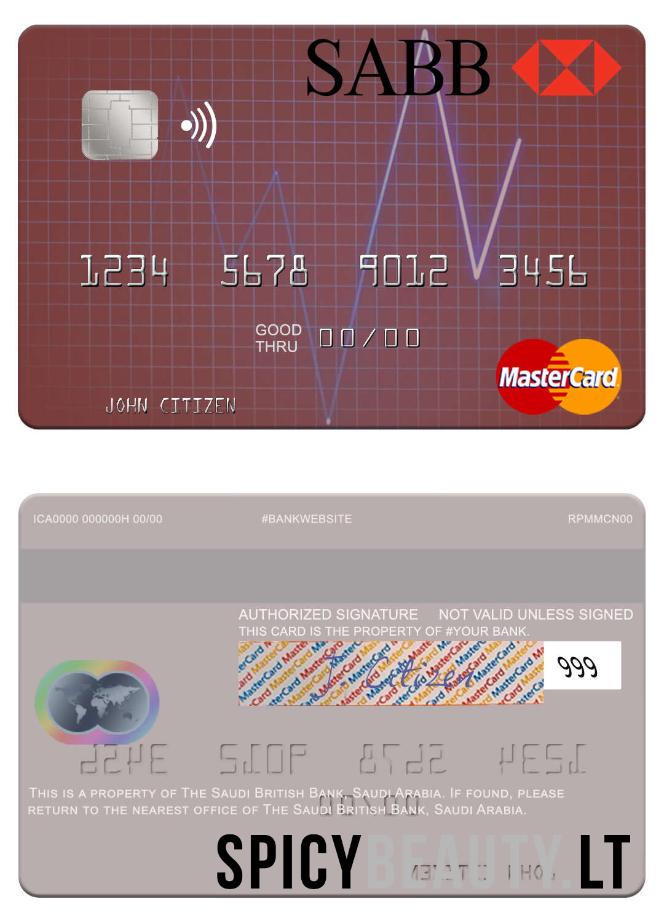 SABB
1234 5678 9012 3456
GOOD
THRU 00/00
MasterCard
JOHN CITIZEN
ICA0000 000000H 00/00 #BANKWEBSITE RPMMCN00
AUTHORIZED SIGNATURE NOT VALID UNLESS SIGNED
THIS CARD IS THE PROPERTY OF #YOUR BANK.
J. Citizen 999
THIS IS A PROPERTY OF THE SAUDI BRITISH BANK, SAUDI ARABIA. IF FOUND, PLEASE
RETURN TO THE NEAREST OFFICE OF THE SAUDI BRITISH BANK, SAUDI ARABIA.
SPICYBEAUTY.LT